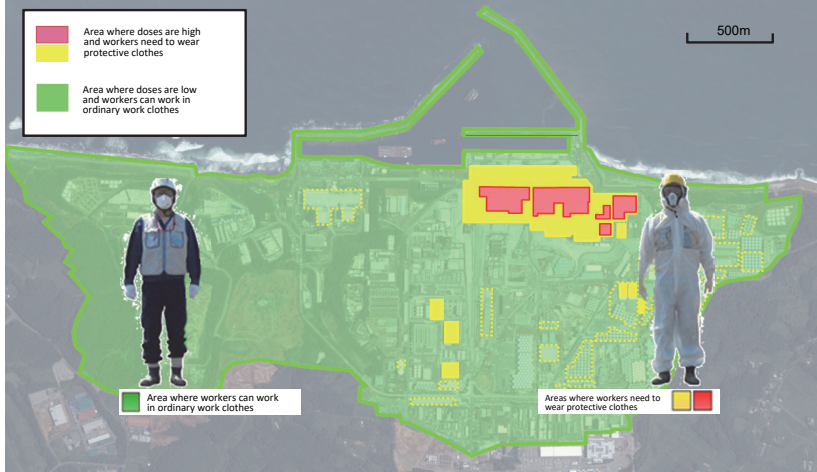 Area where doses are high
and workers need to wear
protective clothes
500m
Area where doses are low
and workers can work in
ordinary work clothes
Area where workers can work
in ordinary work clothes
Areas where workers need to
wear protective clothes